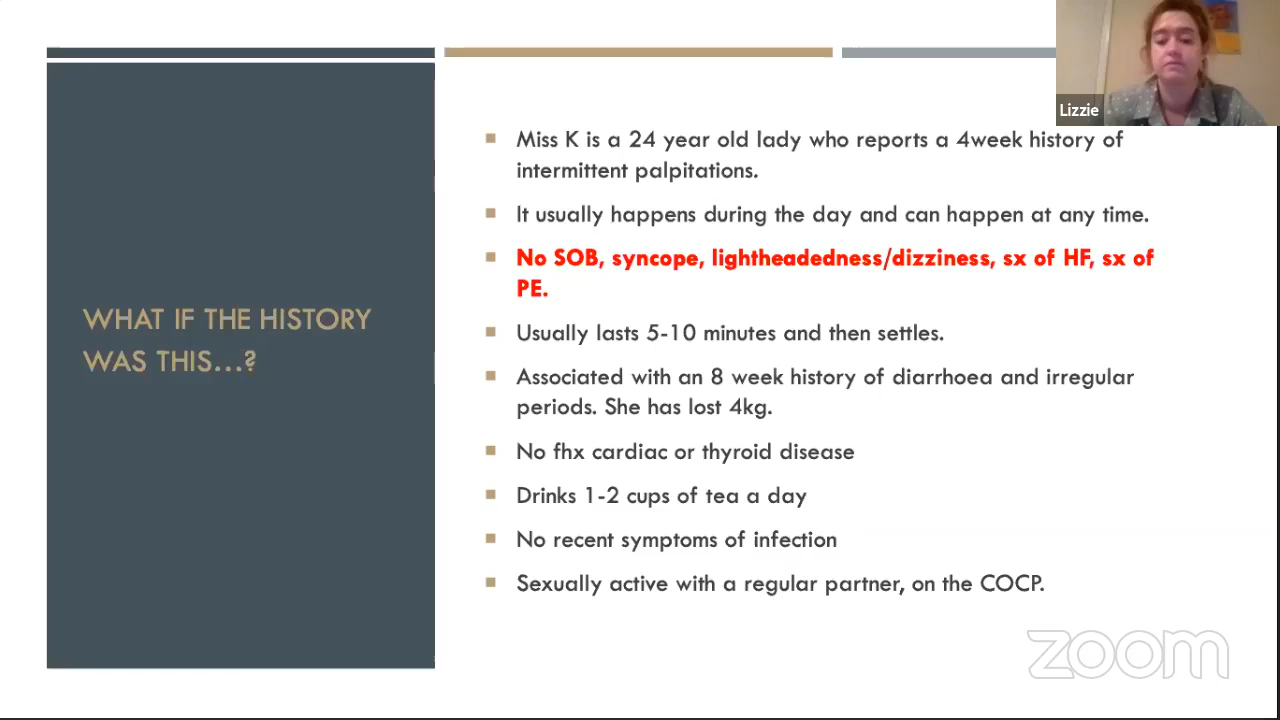 Lizzie
Miss K is a 24 year old lady who reports a 4week history of
intermittent palpitations.
It usually happens during the day and can happen at any time.
No SOB, syncope, lightheadedness/dizziness, sx of HF, sx of
PE.
WHAT IF THE HISTORY
WAS THIS...?
Usually lasts 5-10 minutes and then settles.
Associated with an 8 week history of diarrhoea and irregular
periods. She has lost 4kg.
No fhx cardiac or thyroid disease
Drinks 1-2 cups of tea a day
No recent symptoms of infection
Sexually active with a regular partner, on the COCP.
zoom